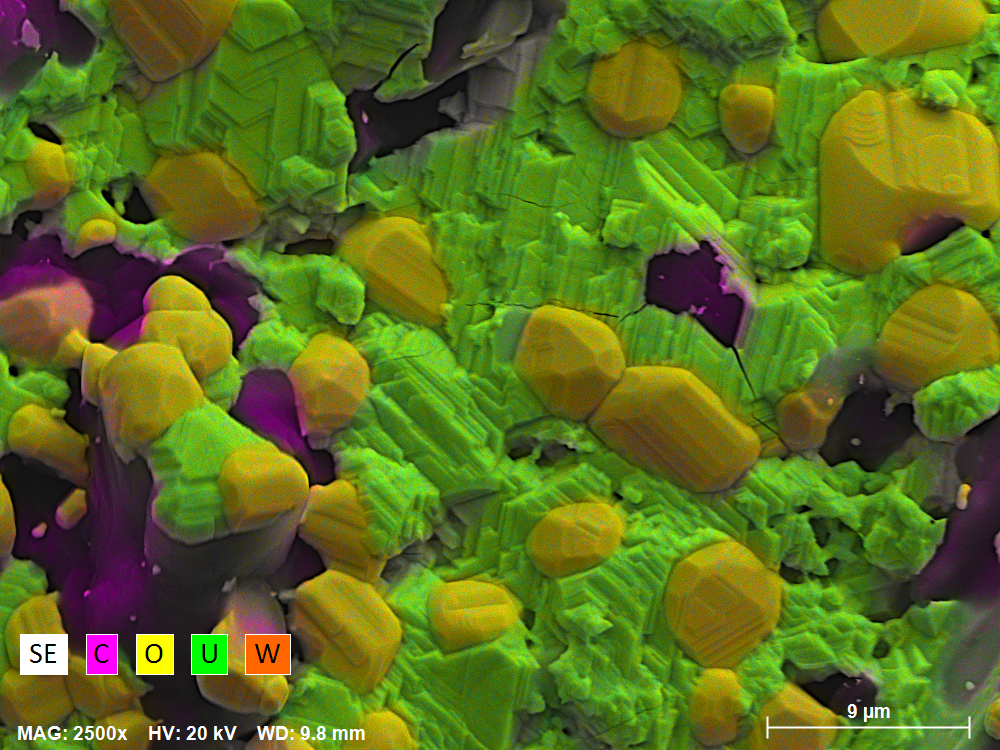 SE C O U W
9 µm
MAG: 2500x HV: 20 kV WD: 9.8 mm